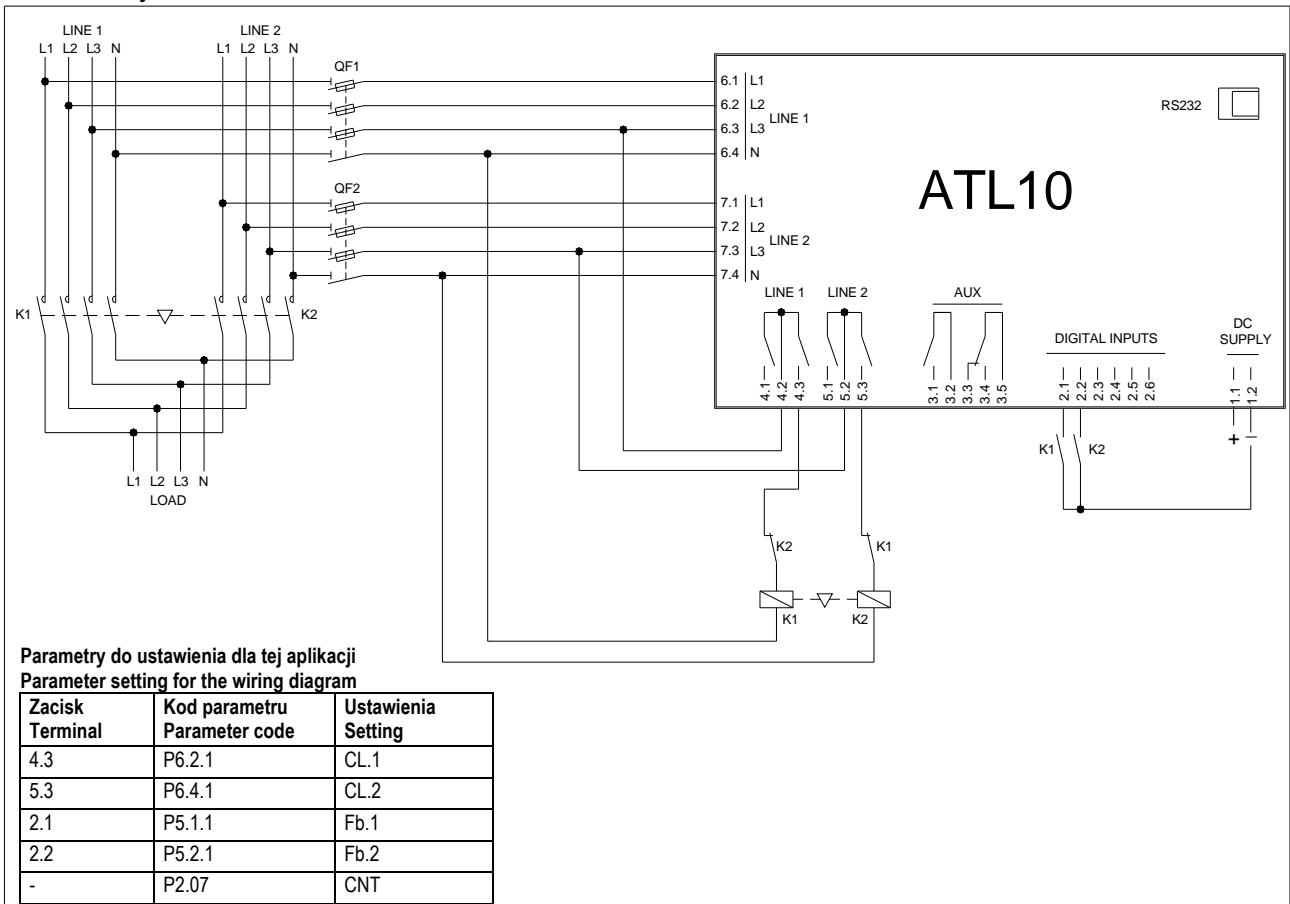 LINE 1 LINE 2
L1 L2 L3 N L1 L2 L3 N
QF1
6.1 L1
6.2 L2
6.3 L3
6.4 N
LINE 1
RS232
ATL10
QF2
7.1 L1
7.2 L2
7.3 L3
7.4 N
LINE 2
LINE 1 LINE 2 AUX
DIGITAL INPUTS
DC
SUPPLY
4.1 4.2 4.3 5.1 5.2 5.3 3.1 3.2 3.3 3.4 3.5 2.1 2.2 2.3 2.4 2.5 2.6 1.1 1.2
K1 K2
+ –
K1 K2
L1 L2 L3 N
LOAD
K2 K1
K1 K2
Parametry do ustawienia dla tej aplikacji
Parameter setting for the wiring diagram
Zacisk Kod parametru Ustawienia
Terminal Parameter code Setting
4.3 P6.2.1 CL.1
5.3 P6.4.1 CL.2
2.1 P5.1.1 Fb.1
2.2 P5.2.1 Fb.2
- P2.07 CNT